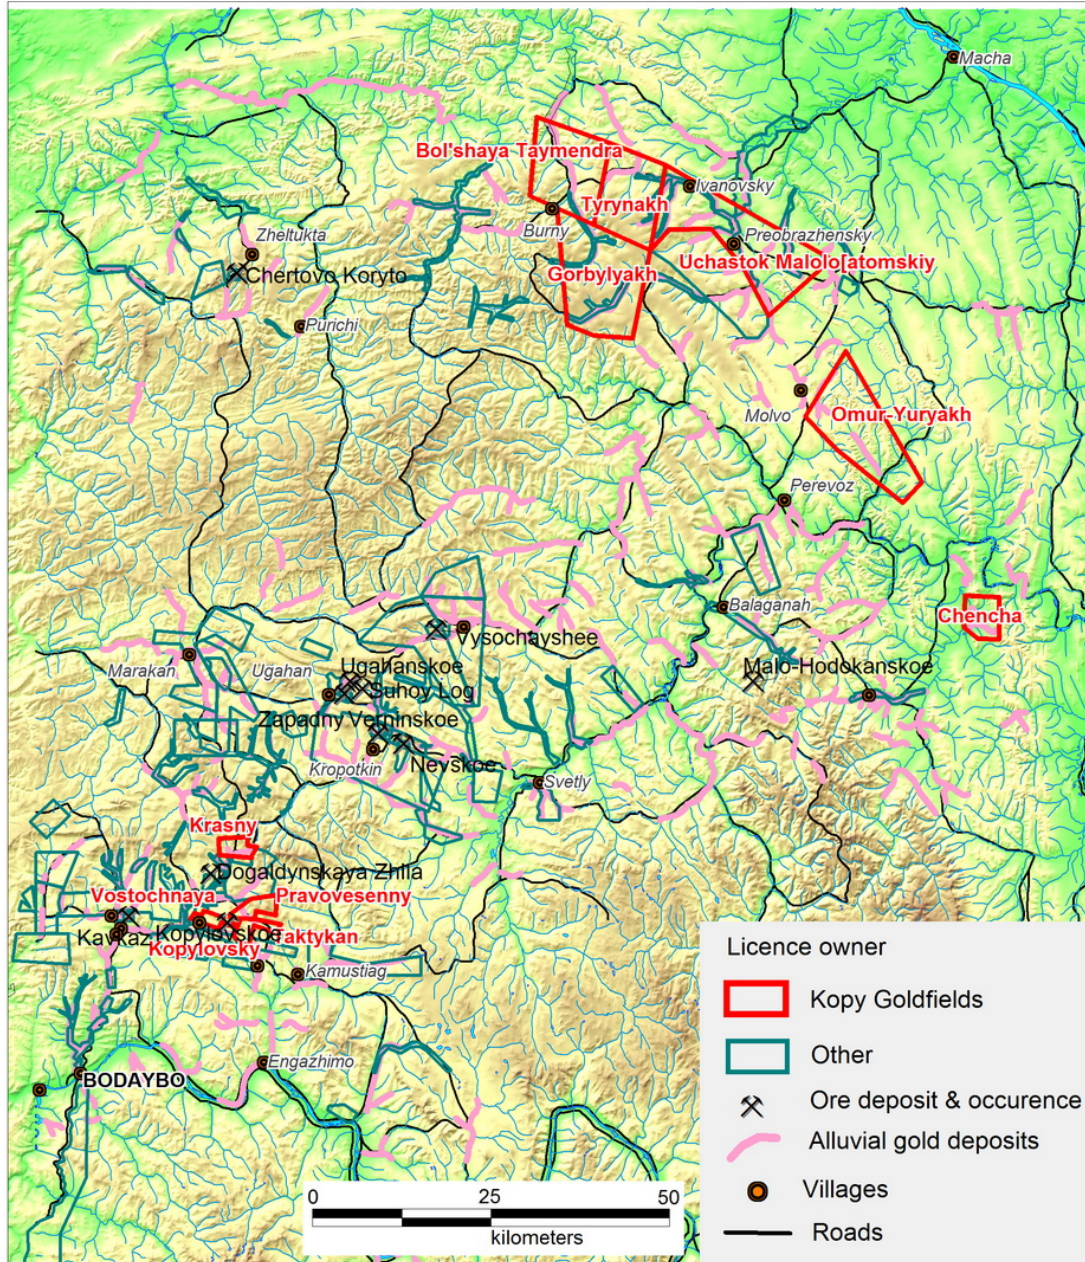 Macha
Bol'shaya Taymendra
Ivanovsky
Tyrynakh
Burny
Zheltukta
Preobrazhensky
Uchastok Malolo[atomskiy
Chertovo Koryto
Gorbylyakh
Purichi
Molvo
Omur-Yuryakh
Perevoz
Balaganah
Chencha
Vysochayshee
Marakan
Ugahan
Ugahanskoe
Malo-Hodokanskoe
Suhoy Log
Zapadny
Verninskoe
Nevskoe
Kropotkin
Svetly
Krasny
Dogaldynskaya Zhila
Vostochnaya
Pravovesenny
Kavkaz
Kopylovskoe
Taktykan
Kopylovsky
Kamustiag
Engazhimo
BODAYBO
Licence owner
Kopy Goldfields
Other
Ore deposit & occurence
Alluvial gold deposits
Villages
Roads
0 25 50
kilometers